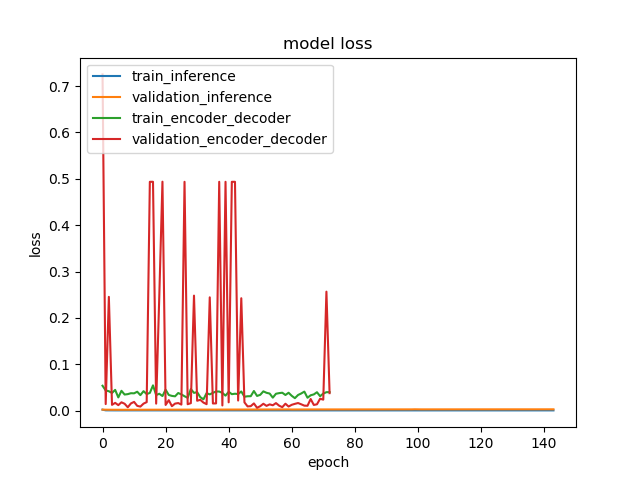 model loss
train_inference
validation_inference
train_encoder_decoder
validation_encoder_decoder
loss
0.7
0.6
0.5
0.4
0.3
0.2
0.1
0.0
0 20 40 60 80 100 120 140
epoch